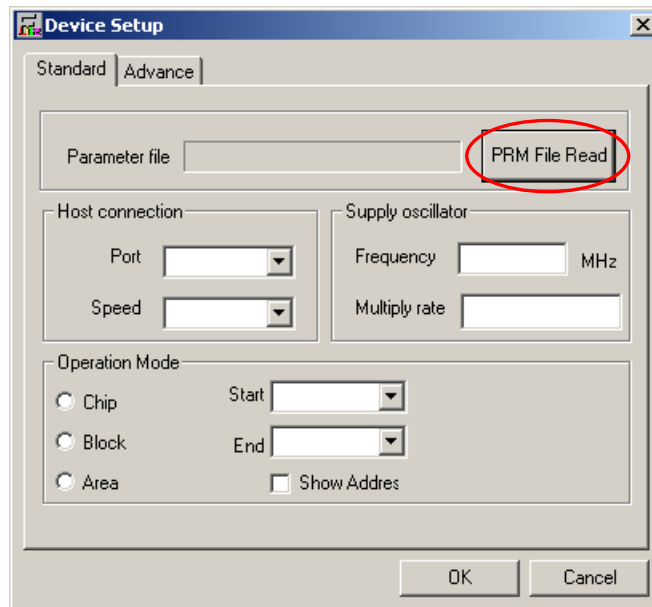 Device Setup
Standard Advance
Parameter file PRM File Read
Host connection
Port
Speed
Supply oscillator
Frequency MHz
Multiply rate
Operation Mode
Chip Start
Block End
Area Show Addres
OK Cancel